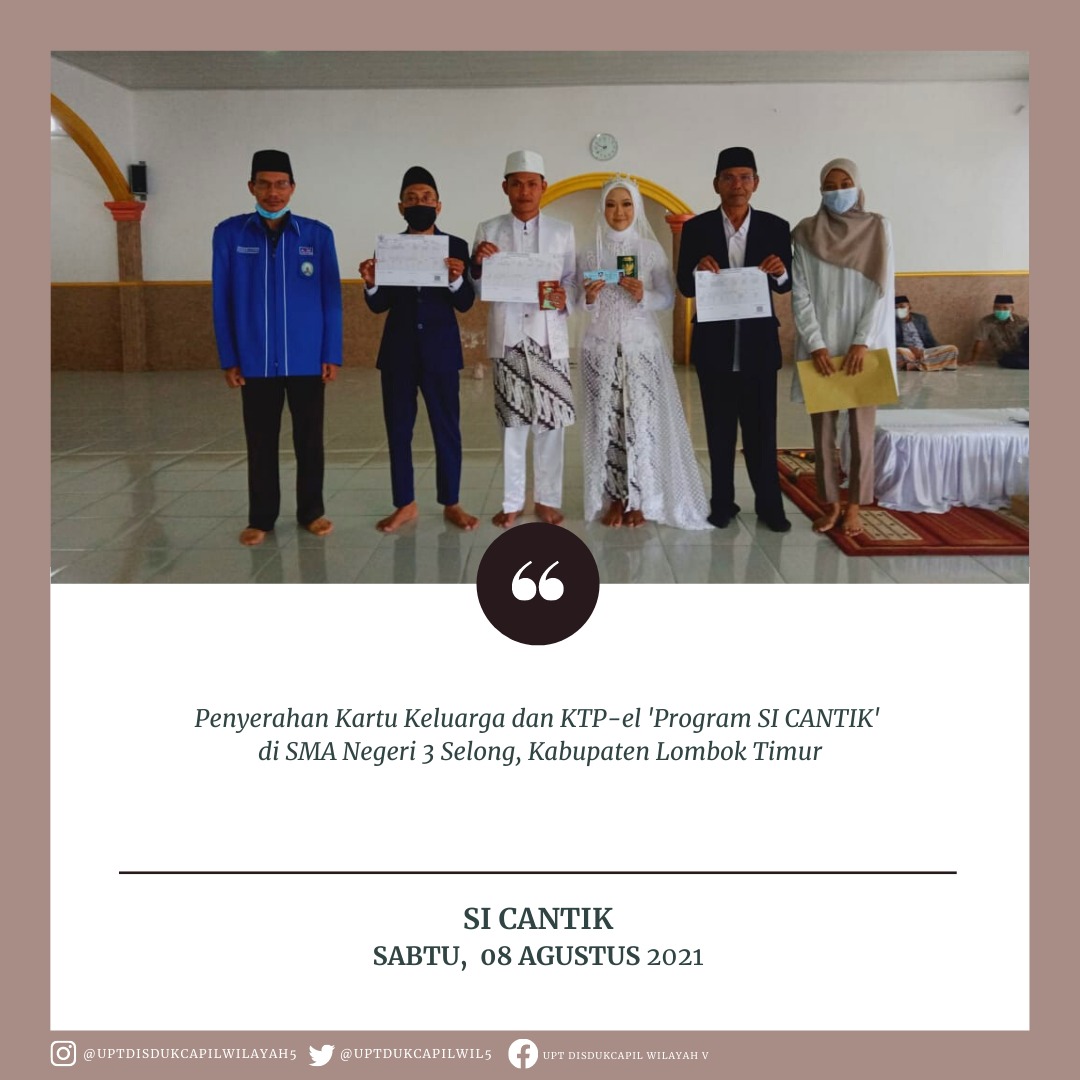 Penyerahan Kartu Keluarga dan KTP-el 'Program SI CANTIK'
di SMA Negeri 3 Selong, Kabupaten Lombok Timur
SI CANTIK
SABTU, 08 AGUSTUS 2021
@UPTDISDUKCAPILWILAYAH5 @UPTDUKCAPILWIL5 UPT DISDUKCAPIL WILAYAH V